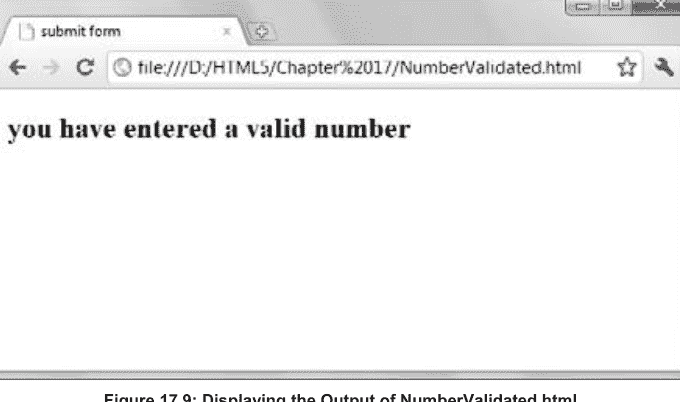 submit form
file:///D:/HTML5/Chapter%2017/NumberValidated.html
you have entered a valid number
Figure 17.9: Displaying the Output of NumberValidated.html